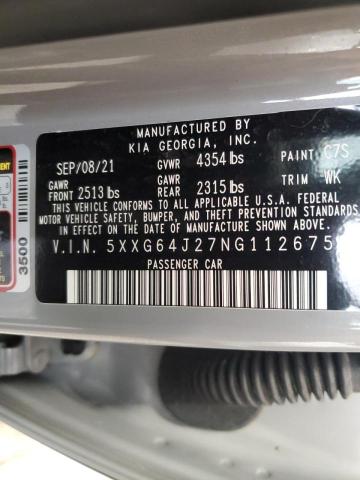 MANUFACTURED BY
KIA GEORGIA, INC.
SEP/08/21 GVWR 4354 lbs PAINT C7S
GAWR FRONT 2513 lbs GAWR REAR 2315 lbs TRIM WK
THIS VEHICLE CONFORMS TO ALL APPLICABLE U.S.A. FEDERAL
MOTOR VEHICLE SAFETY, BUMPER, AND THEFT PREVENTION STANDARDS
IN EFFECT ON THE DATE OF MANUFACTURE SHOWN ABOVE.
V.I.N. 5XXG64J27NG112675
PASSENGER CAR
3500